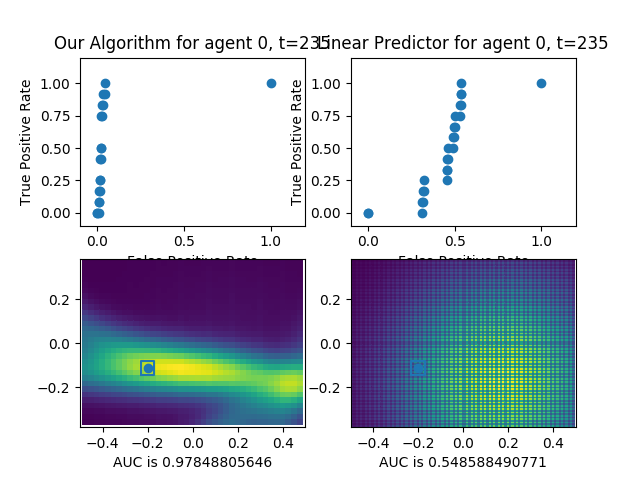 Our Algorithm for agent 0, t=235
Linear Predictor for agent 0, t=235
True Positive Rate
1.00
0.75
0.50
0.25
0.00
0.0 0.5 1.0
False Positive Rate
True Positive Rate
1.00
0.75
0.50
0.25
0.00
0.0 0.5 1.0
False Positive Rate
0.2
0.0
−0.2
−0.4 −0.2 0.0 0.2 0.4
AUC is 0.97848805646
0.2
0.0
−0.2
−0.4 −0.2 0.0 0.2 0.4
AUC is 0.548588490771